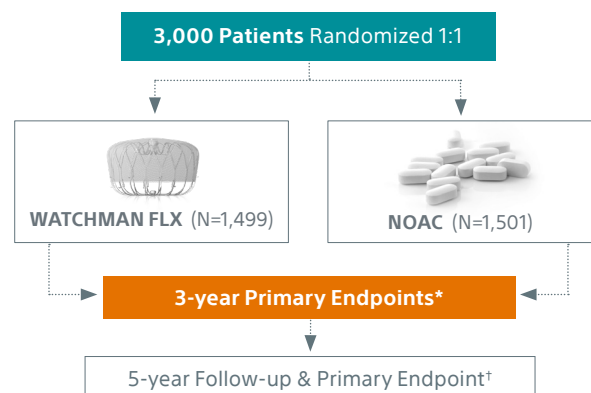 3,000 Patients Randomized 1:1
WATCHMAN FLX (N=1,499)
NOAC (N=1,501)
3-year Primary Endpoints*
5-year Follow-up & Primary Endpoint†